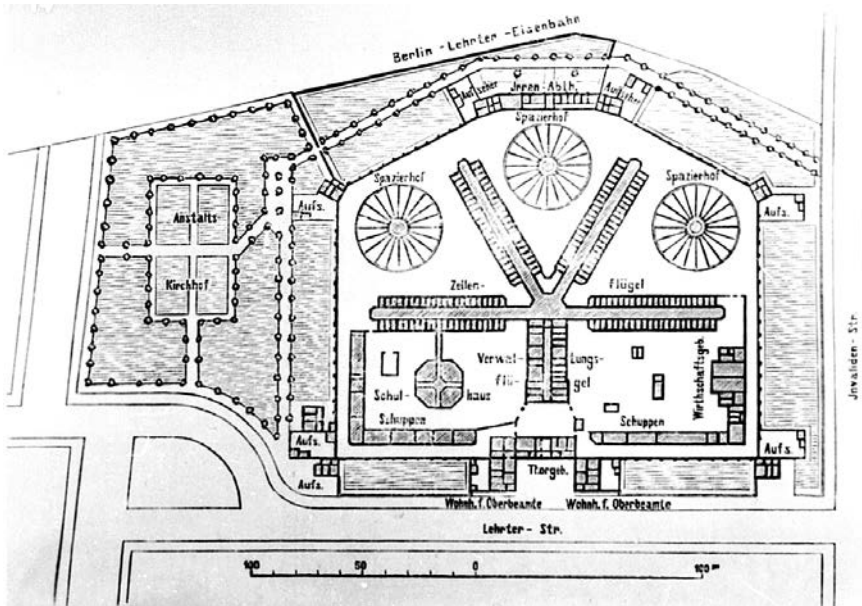 Berlin - Lehrter - Eisenbahn
Aufseher
Irren-Abth.
Aufseher
Spazierhof
Spazierhof
Spazierhof
Aufs.
Aufs.
Anstalts-
Kirchhof
Zellen-
flügel
Verwal-
tungs-
flü-
gel
Schul-
haus
Schuppen
Schuppen
Wirthschaftsgeb.
Invaliden-Str.
Aufs.
Aufs.
Thorgeb.
Aufs.
Wohnh. f. Oberbeamte
Wohnh. f. Oberbeamte
Lehrter- Str.
100
50
0
100 m